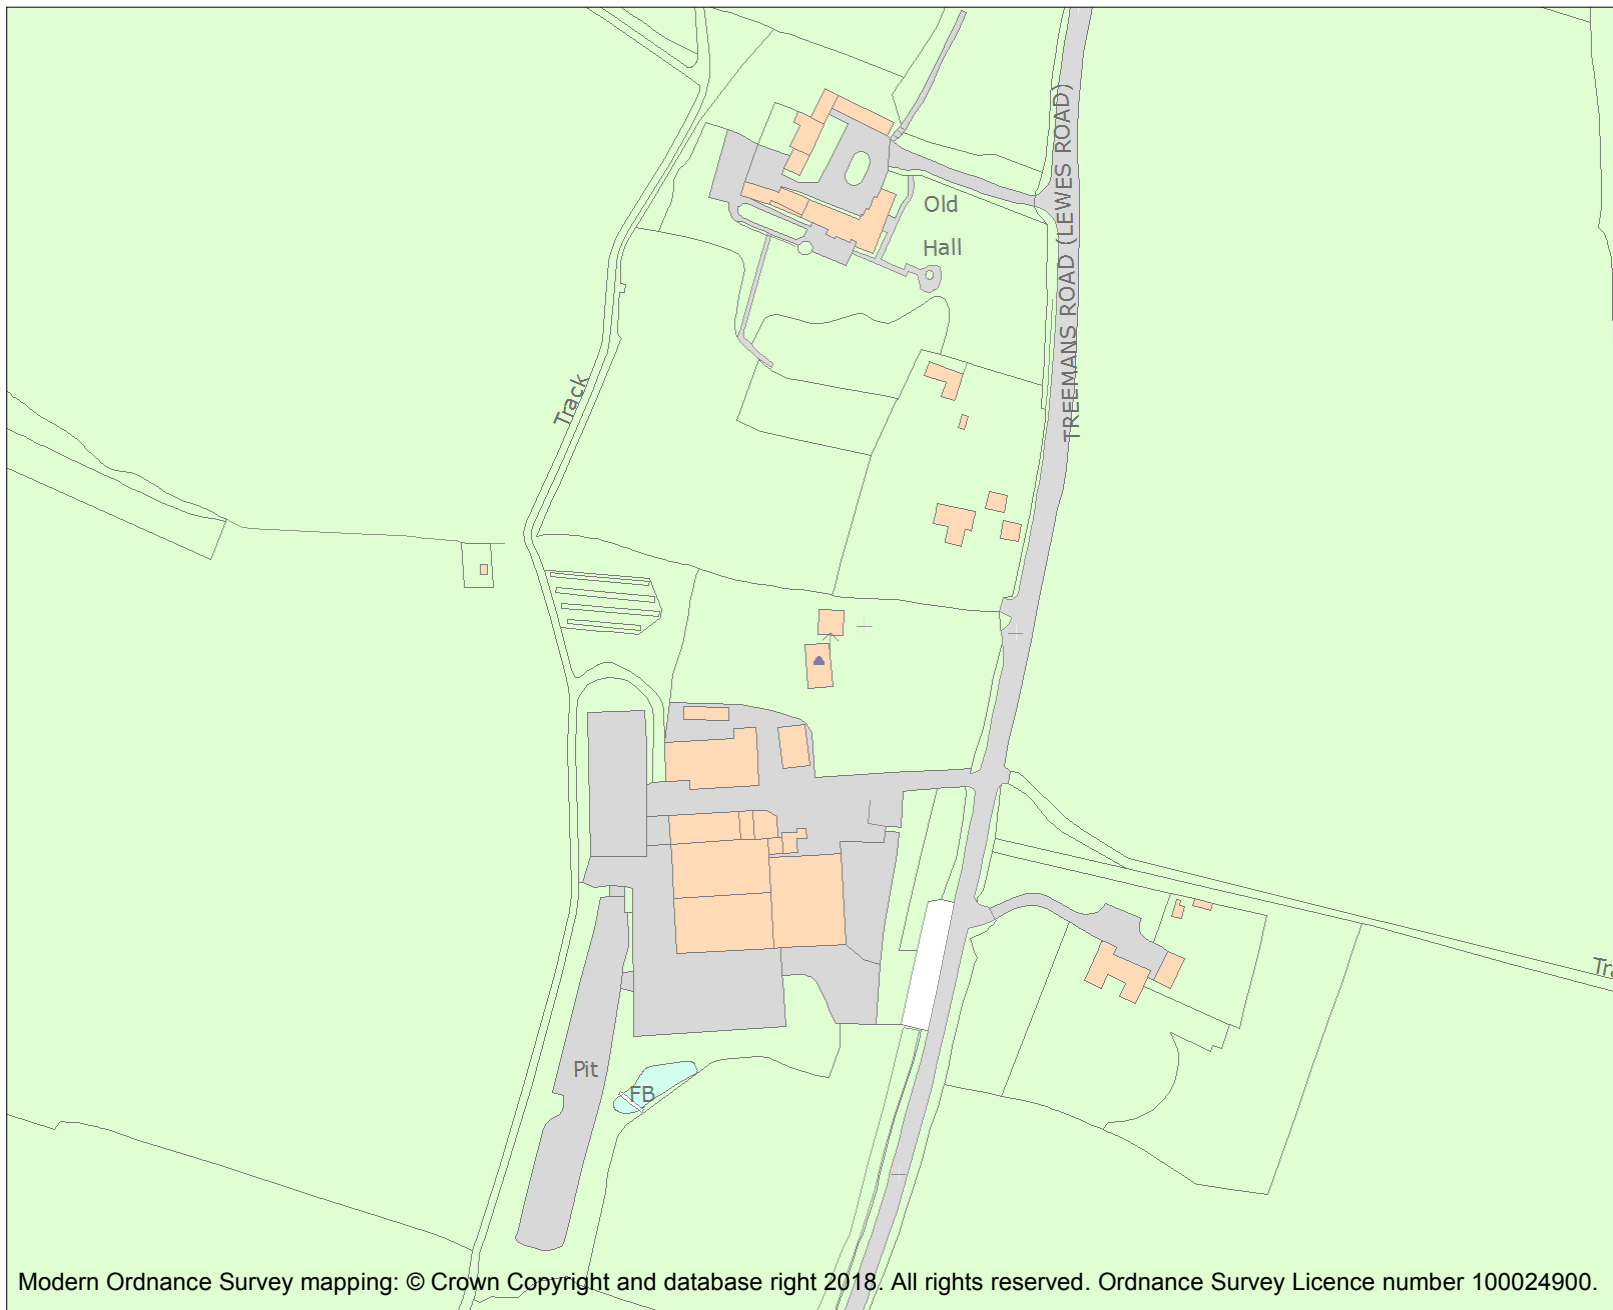 TREEMANS ROAD (LEWES ROAD)
Old
Hall
Track
Tra
Pit
FB
Modern Ordnance Survey mapping: © Crown Copyright and database right 2018. All rights reserved. Ordnance Survey Licence number 100024900.